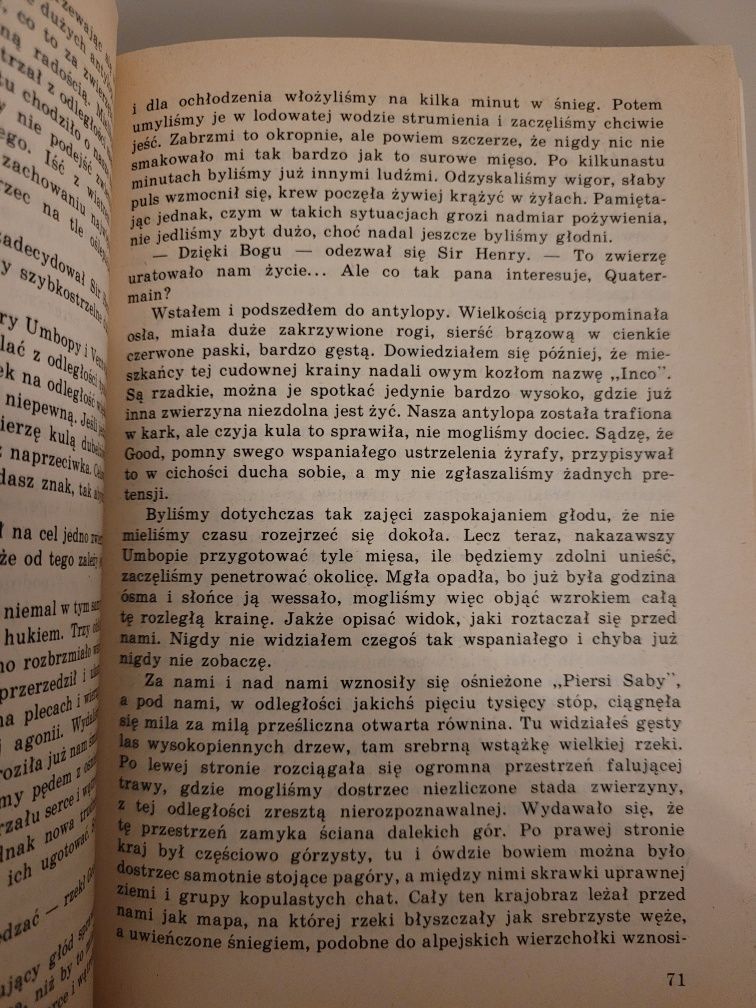 i dla ochłodzenia włożyliśmy na kilka minut w śnieg. Potem
umyliśmy je w lodowatej wodzie strumienia i zaczęliśmy chciwie
jeść. Zabrzmi to okropnie, ale powiem szczerze, że nigdy nic nie
smakowało mi tak bardzo jak to surowe mięso. Po kilkunastu
minutach byliśmy już innymi ludźmi. Odzyskaliśmy wigor, słaby
puls wzmocnił się, krew poczęła żywiej krążyć w żyłach. Pamięta-
jąc jednak, czym w takich sytuacjach grozi nadmiar pożywienia,
nie jedliśmy zbyt dużo, choć nadal jeszcze byliśmy głodni.
— Dzięki Bogu — odezwał się Sir Henry. — To zwierzę
uratowało nam życie... Ale co tak pana interesuje, Quater-
main?
Wstałem i podszedłem do antylopy. Wielkością przypominała
osła, miała duże zakrzywione rogi, sierść brązową w cienkie
czerwone paski, bardzo gęstą. Dowiedziałem się później, że mie-
szkańcy tej cudownej krainy nadali owym kozłom nazwę „Inco".
Są rzadkie, można je spotkać jedynie bardzo wysoko, gdzie już
inna zwierzyna niezdolna jest żyć. Nasza antylopa została trafiona
w kark, ale czyja kula to sprawiła, nie mogliśmy dociec. Sądzę, że
Good, pomny swego wspaniałego ustrzelenia żyrafy, przypisywał
to w cichości ducha sobie, a my nie zgłaszaliśmy żadnych pre-
tensji.
Byliśmy dotychczas tak zajęci zaspokajaniem głodu, że nie
mieliśmy czasu rozejrzeć się dokoła. Lecz teraz, nakazawszy
Umbopie przygotować tyle mięsa, ile będziemy zdolni unieść,
zaczęliśmy penetrować okolicę. Mgła opadła, bo już była godzina
ósma i słońce ją wessało, mogliśmy więc objąć wzrokiem całą
tę rozległą krainę. Jakże opisać widok, jaki roztaczał się przed
nami. Nigdy nie widziałem czegoś tak wspaniałego i chyba już
nigdy nie zobaczę.
Za nami i nad nami wznosiły się ośnieżone „Piersi Saby",
a pod nami, w odległości jakichś pięciu tysięcy stóp, ciągnęła
się mila za milą prześliczna otwarta równina. Tu widziałeś gęsty
las wysokopiennych drzew, tam srebrną wstążkę wielkiej rzeki.
Po lewej stronie rozciągała się ogromna przestrzeń falującej
trawy, gdzie mogliśmy dostrzec niezliczone stada zwierzyny,
z tej odległości zresztą nierozpoznawalnej. Wydawało się, że
tę przestrzeń zamyka ściana dalekich gór. Po prawej stronie
kraj był częściowo górzysty, tu i ówdzie bowiem można było
dostrzec samotnie stojące pagóry, a między nimi skrawki uprawnej
ziemi i grupy kopulastych chat. Cały ten krajobraz leżał przed
nami jak mapa, na której rzeki błyszczały jak srebrzyste węże,
a uwieńczone śniegiem, podobne do alpejskich wierzchołki wznosi-
71